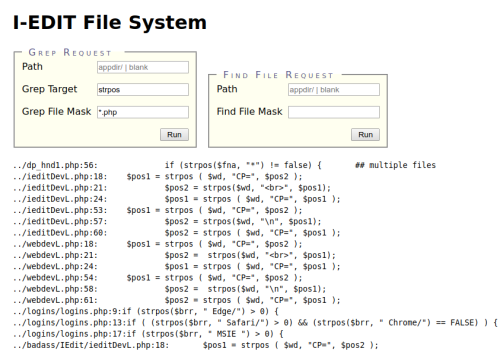 I-EDIT File System
Grep Request
Path appdir/ | blank
Grep Target strpos
Grep File Mask *.php
Run
Find File Request
Path appdir/ | blank
Find File Mask
Run
../dp_hnd1.php:56: if (strpos($fna, "*") != false) { ## multiple files
../ieditDevL.php:18: $pos1 = strpos ( $wd, "CP=", $pos2 );
../ieditDevL.php:21: $pos2 = strpos($wd, "<br>", $pos1);
../ieditDevL.php:24: $pos1 = strpos ( $wd, "CP=", $pos1 );
../ieditDevL.php:53: $pos1 = strpos ( $wd, "CP=", $pos2 );
../ieditDevL.php:57: $pos2 = strpos($wd, "\n", $pos1);
../ieditDevL.php:60: $pos2 = strpos ( $wd, "CP=", $pos2 );
../webdevL.php:18: $pos1 = strpos ( $wd, "CP=", $pos2 );
../webdevL.php:21: $pos2 = strpos($wd, "<br>", $pos1);
../webdevL.php:24: $pos1 = strpos ( $wd, "CP=", $pos1 );
../webdevL.php:54: $pos1 = strpos ( $wd, "CP=", $pos2 );
../webdevL.php:58: $pos2 = strpos($wd, "\n", $pos1);
../webdevL.php:61: $pos2 = strpos ( $wd, "CP=", $pos2 );
../logins/logins.php:9:if (strpos($brr, " Edge/") > 0) {
../logins/logins.php:13:if ( (strpos($brr, " Safari/") > 0) && (strpos($brr, " Chrome/") == FALSE) ) {
../logins/logins.php:17:if (strpos($brr, " MSIE ") > 0) {
../badass/IEdit/ieditDevL.php:18: $pos1 = strpos ( $wd, "CP=", $pos2 );